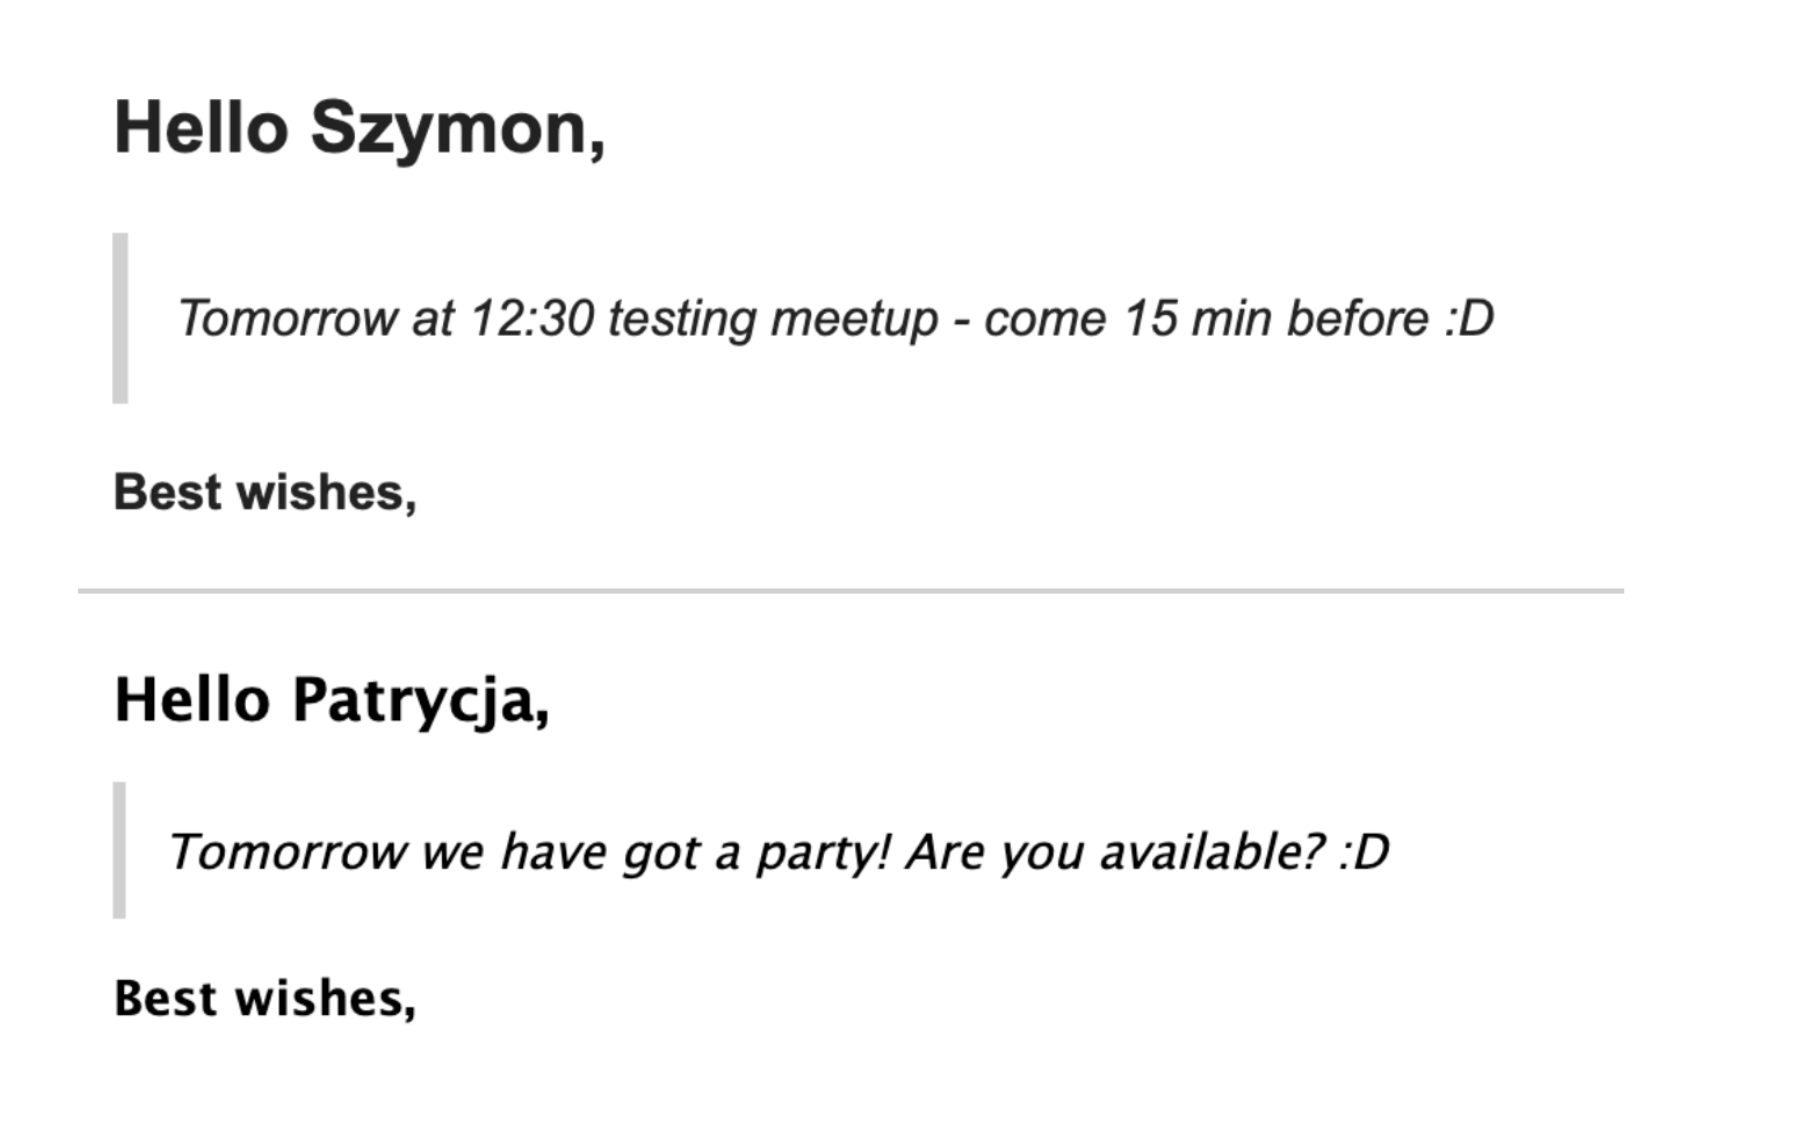 Hello Szymon,
Tomorrow at 12:30 testing meetup - come 15 min before :D
Best wishes,
Hello Patrycja,
Tomorrow we have got a party! Are you available? :D
Best wishes,